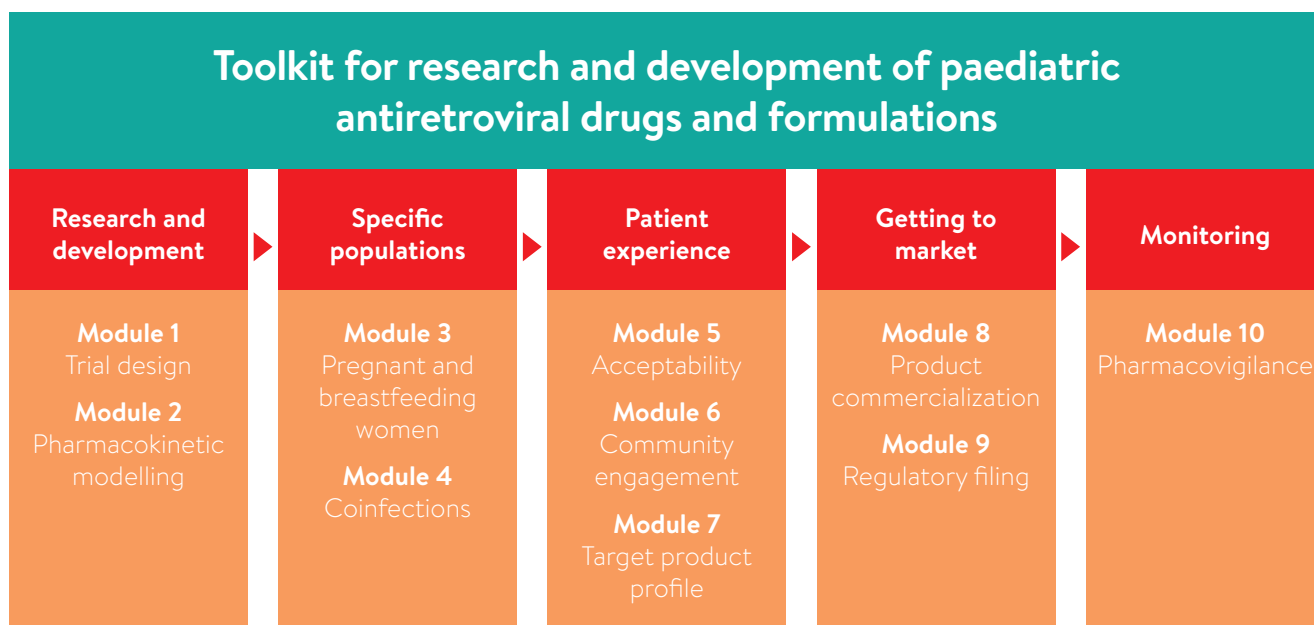 Toolkit for research and development of paediatric
antiretroviral drugs and formulations
Research and
development
Module 1
Trial design
Module 2
Pharmacokinetic
modelling
Specific
populations
Module 3
Pregnant and
breastfeeding
women
Module 4
Coinfections
Patient
experience
Module 5
Acceptability
Module 6
Community
engagement
Module 7
Target product
profile
Getting to
market
Module 8
Product
commercialization
Module 9
Regulatory filing
Monitoring
Module 10
Pharmacovigilance